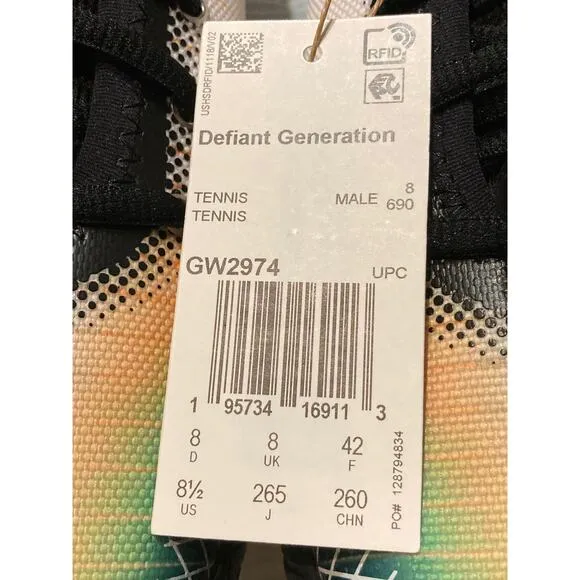 USHSDRFID/1118/V02
RFID
Defiant Generation
TENNIS
TENNIS
MALE 8
690
GW2974
UPC
1 95734 16911 3
8 8 42
D UK F
8½ 265 260
US J CHN
PO# 128794834